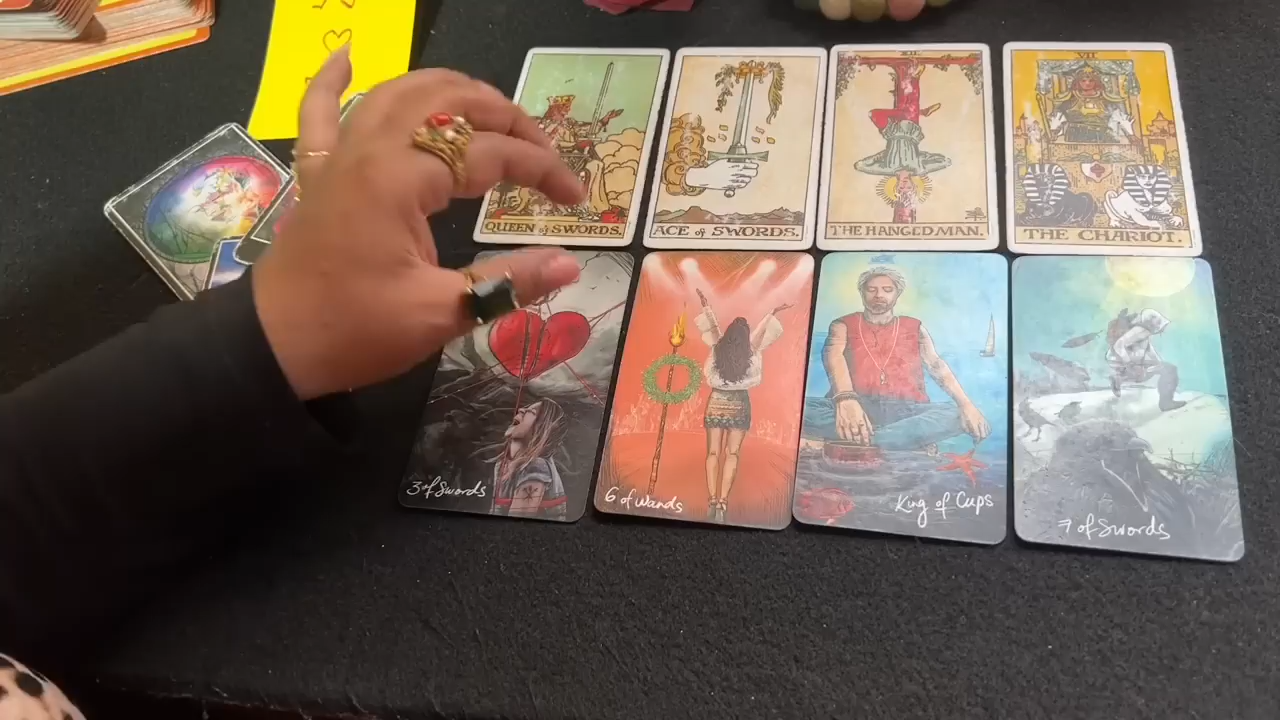 XII
VII
QUEEN of SWORDS.
ACE of SWORDS.
THE HANGED MAN.
THE CHARIOT.
3 of Swords
6 of Wands
King of Cups
7 of Swords